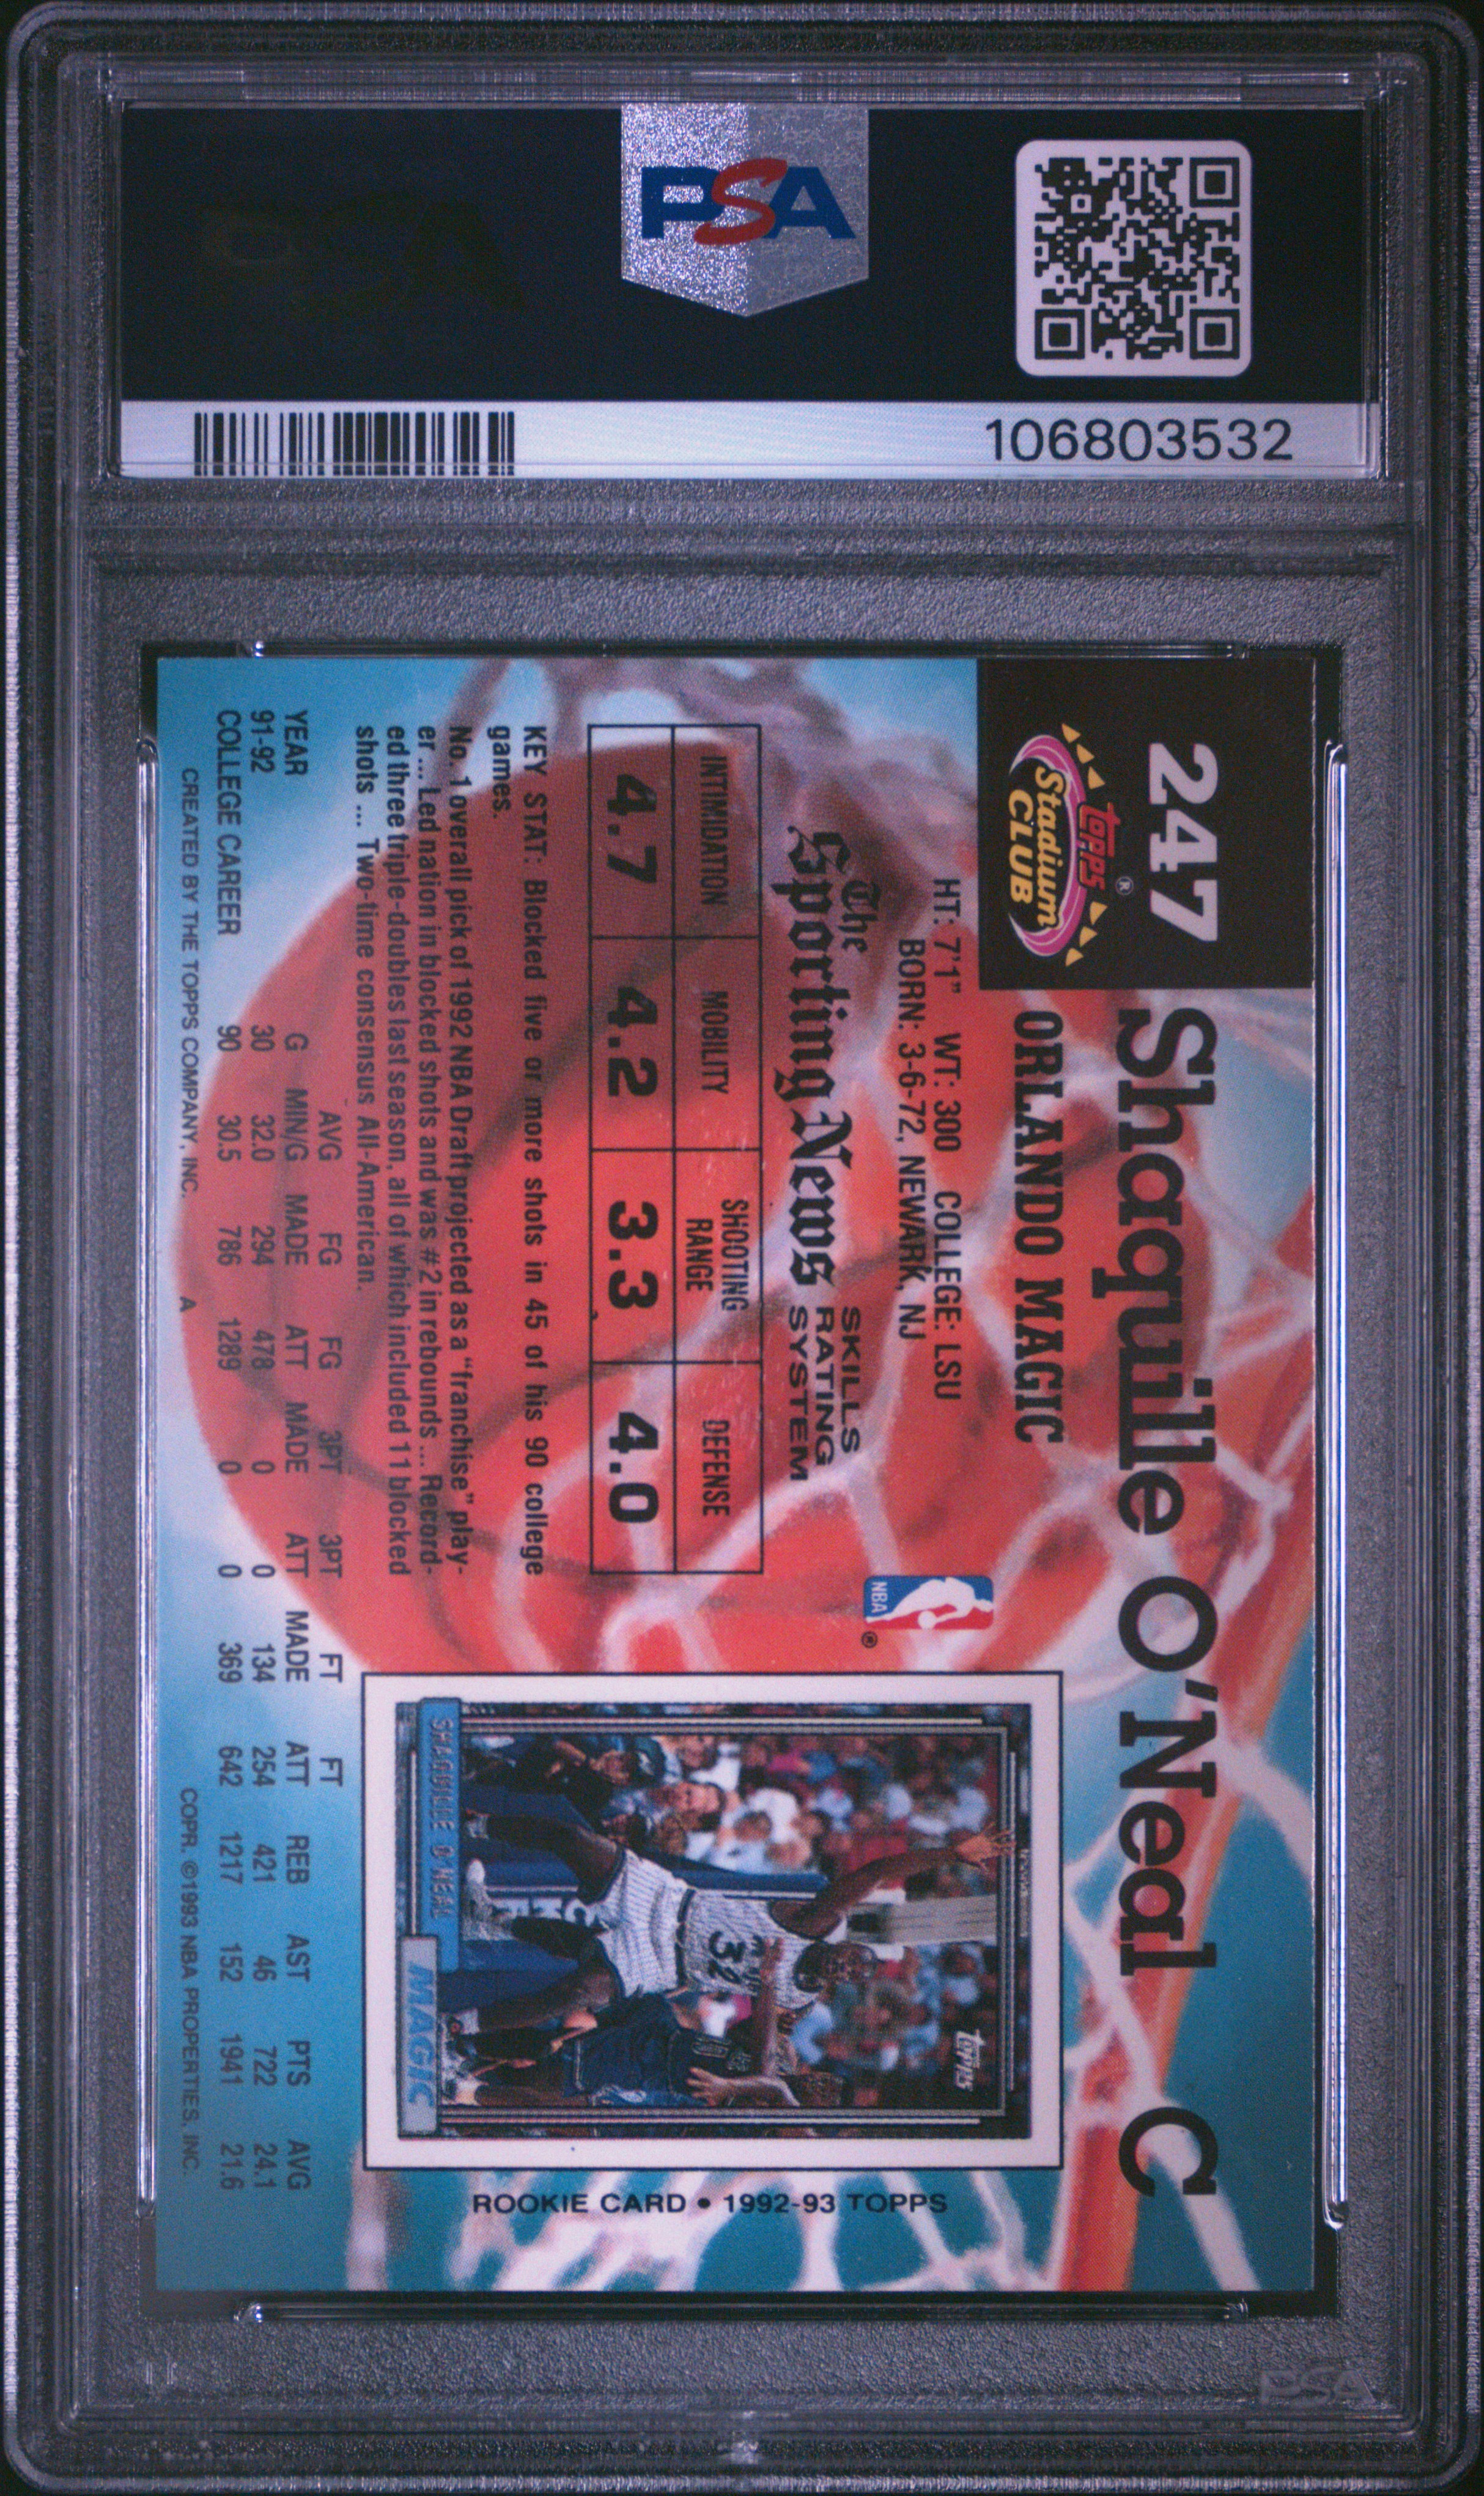 PSA
106803532
247
Shaquille O'Neal C
TOPPS ®
Stadium
CLUB
ORLANDO MAGIC
HT: 7'1" WT: 300 COLLEGE: LSU
BORN: 3-6-72, NEWARK, NJ
The
Sporting News
SKILLS
RATING
SYSTEM
NBA ®
INTIMIDATION MOBILITY SHOOTING RANGE DEFENSE
4.7 4.2 3.3 4.0
KEY STAT: Blocked five or more shots in 45 of his 90 college
games.
No. 1 overall pick of 1992 NBA Draft projected as a "franchise" play-
er ... Led nation in blocked shots and was #2 in rebounds ... Record-
ed three triple-doubles last season, all of which included 11 blocked
shots .... Two-time consensus All-American.
Topps
32
SHAQUILLE O'NEAL
MAGIC
ROOKIE CARD • 1992-93 TOPPS
AVG FG FG 3PT 3PT FT FT
YEAR G MIN/G MADE ATT MADE ATT MADE ATT REB AST PTS AVG
91-92 30 32.0 294 478 0 0 134 254 421 46 722 24.1
COLLEGE CAREER 90 30.5 786 1289 0 0 369 642 1217 152 1941 21.6
CREATED BY THE TOPPS COMPANY, INC. A COPR. ©1993 NBA PROPERTIES, INC.
PSA